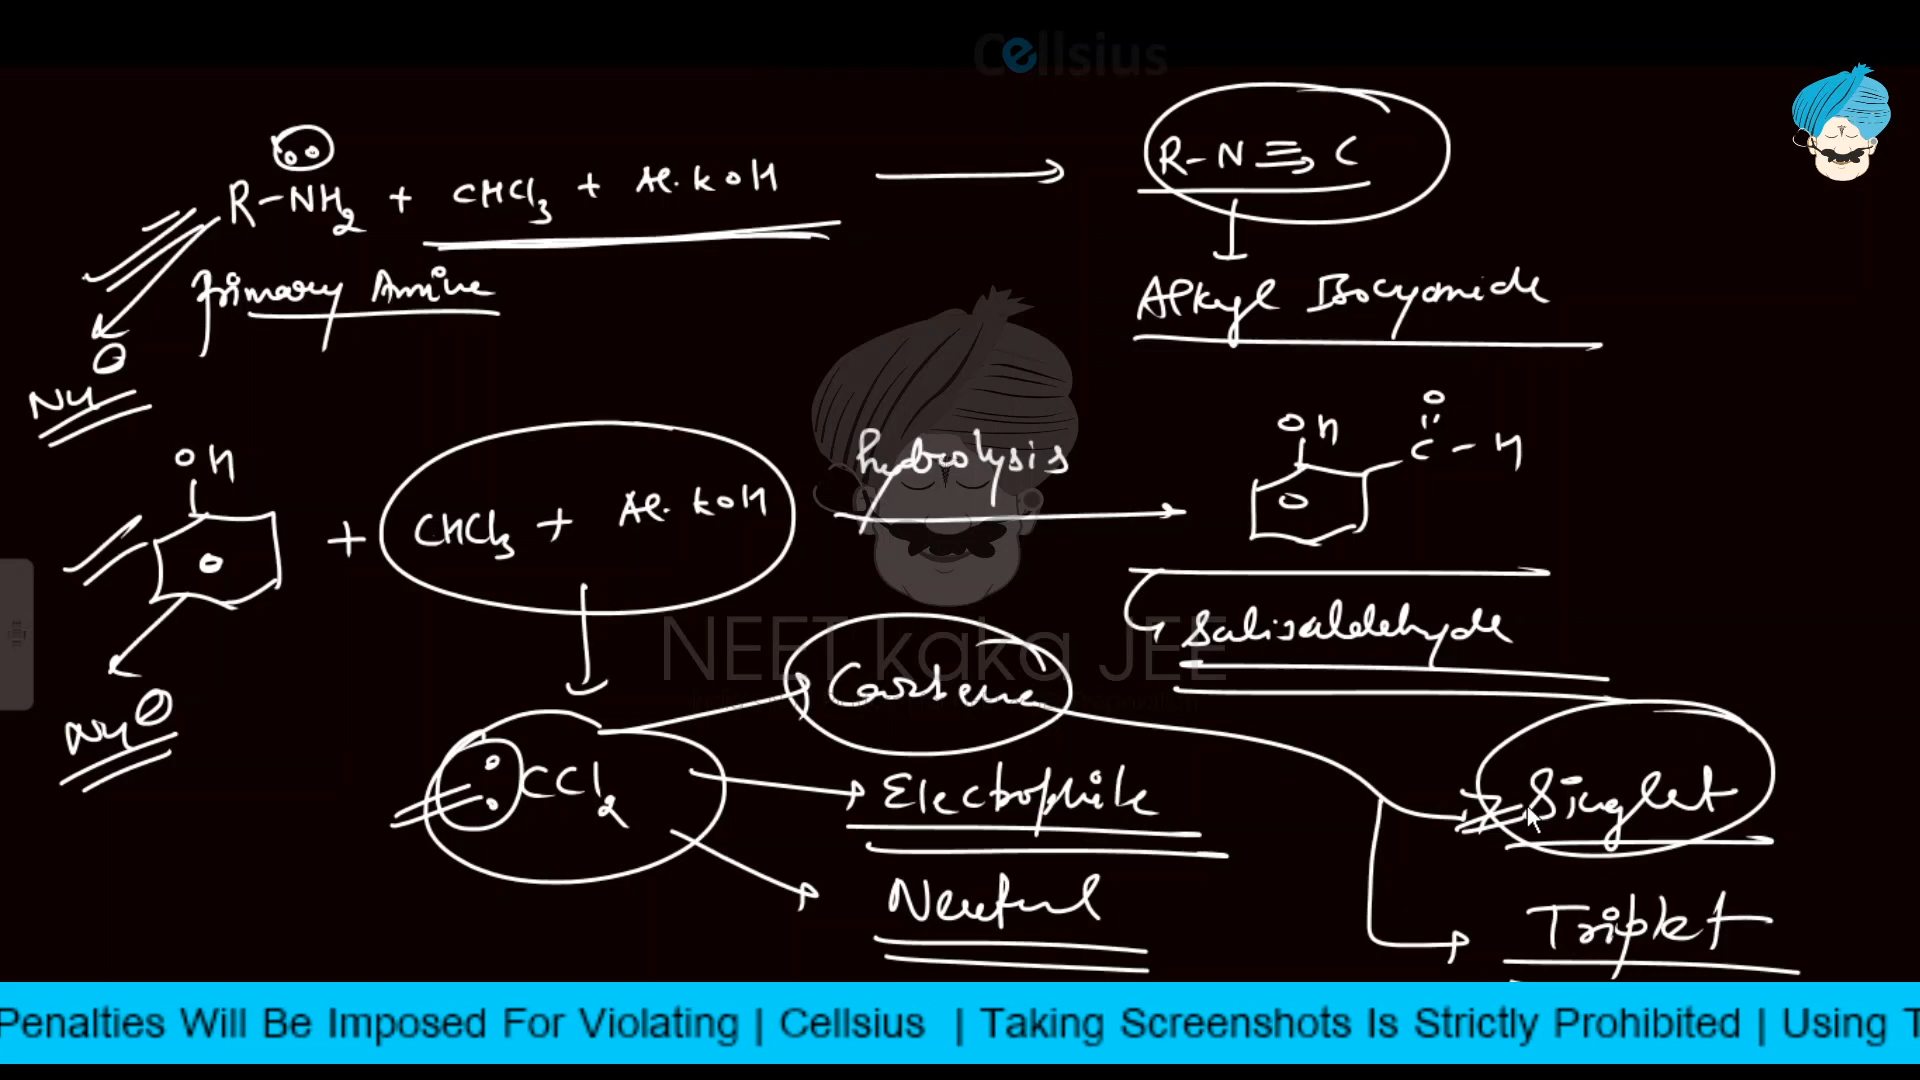 Cellsius
R-NH2 + CHCl3 + Al. KOH → R-N≡C
Primary Amine
Alkyl Isocyanide
Nu⊖
OH + CHCl3 + Al. KOH hydrolysis → OH O C-H
Salisaldehyde
NEET kaka JEE
Nu⊖
:CCl2
Carbene
Electrophile
Neutral
Singlet
Triplet
Penalties Will Be Imposed For Violating | Cellsius | Taking Screenshots Is Strictly Prohibited | Using T